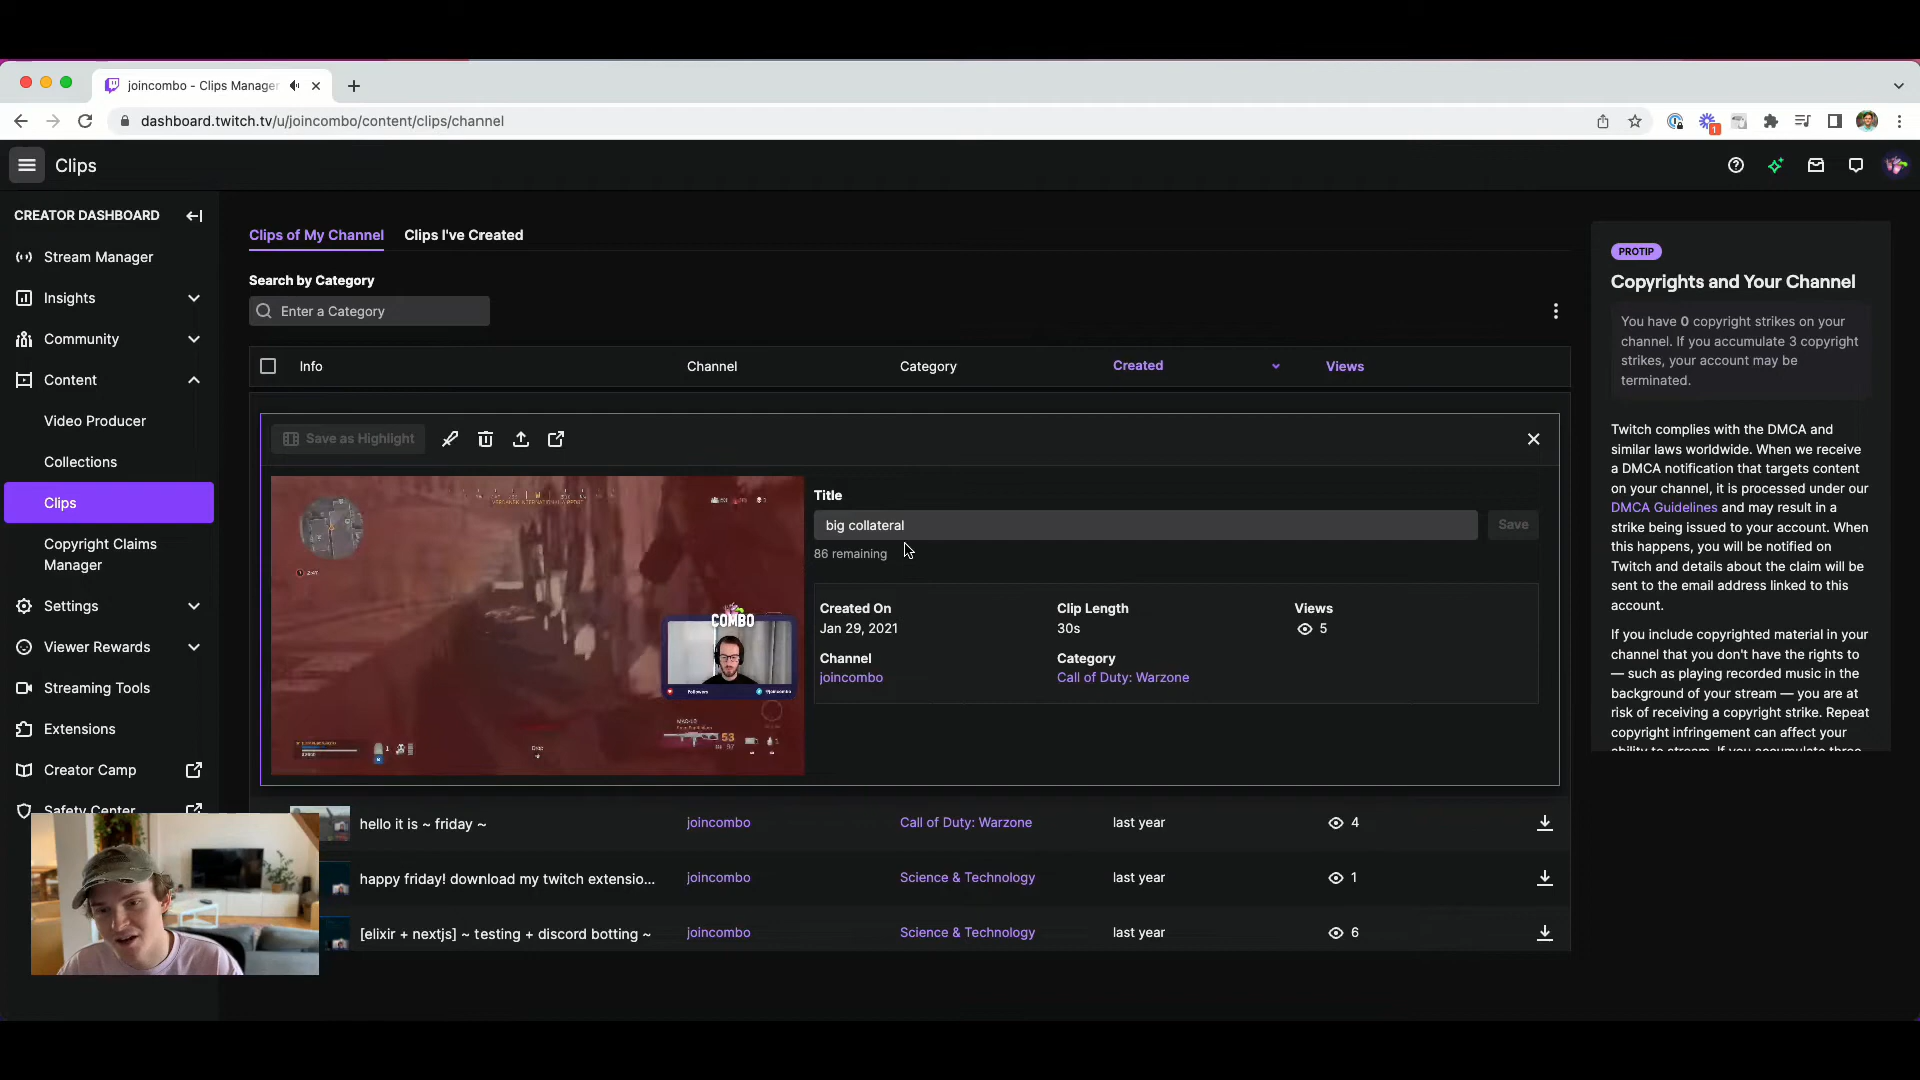 joincombo - Clips Manager
dashboard.twitch.tv/u/joincombo/content/clips/channel
1
Clips
CREATOR DASHBOARD
Stream Manager
Insights
Community
Content
Video Producer
Collections
Clips
Copyright Claims
Manager
Settings
Viewer Rewards
Streaming Tools
Extensions
Creator Camp
Safety Center
Clips of My Channel
Clips I've Created
Search by Category
Enter a Category
Info
Channel
Category
Created
Views
Save as Highlight
COMBO
Followers
@joincombo
53
Title
big collateral
Save
86 remaining
Created On
Clip Length
Views
Jan 29, 2021
30s
5
Channel
Category
joincombo
Call of Duty: Warzone
hello it is ~ friday ~
joincombo
Call of Duty: Warzone
last year
4
happy friday! download my twitch extensio...
joincombo
Science & Technology
last year
1
[elixir + nextjs] ~ testing + discord botting ~
joincombo
Science & Technology
last year
6
PROTIP
Copyrights and Your Channel
You have 0 copyright strikes on your
channel. If you accumulate 3 copyright
strikes, your account may be
terminated.
Twitch complies with the DMCA and
similar laws worldwide. When we receive
a DMCA notification that targets content
on your channel, it is processed under our
DMCA Guidelines and may result in a
strike being issued to your account. When
this happens, you will be notified on
Twitch and details about the claim will be
sent to the email address linked to this
account.
If you include copyrighted material in your
channel that you don't have the rights to
— such as playing recorded music in the
background of your stream — you are at
risk of receiving a copyright strike. Repeat
copyright infringement can affect your
ability to stream. If you accumulate three